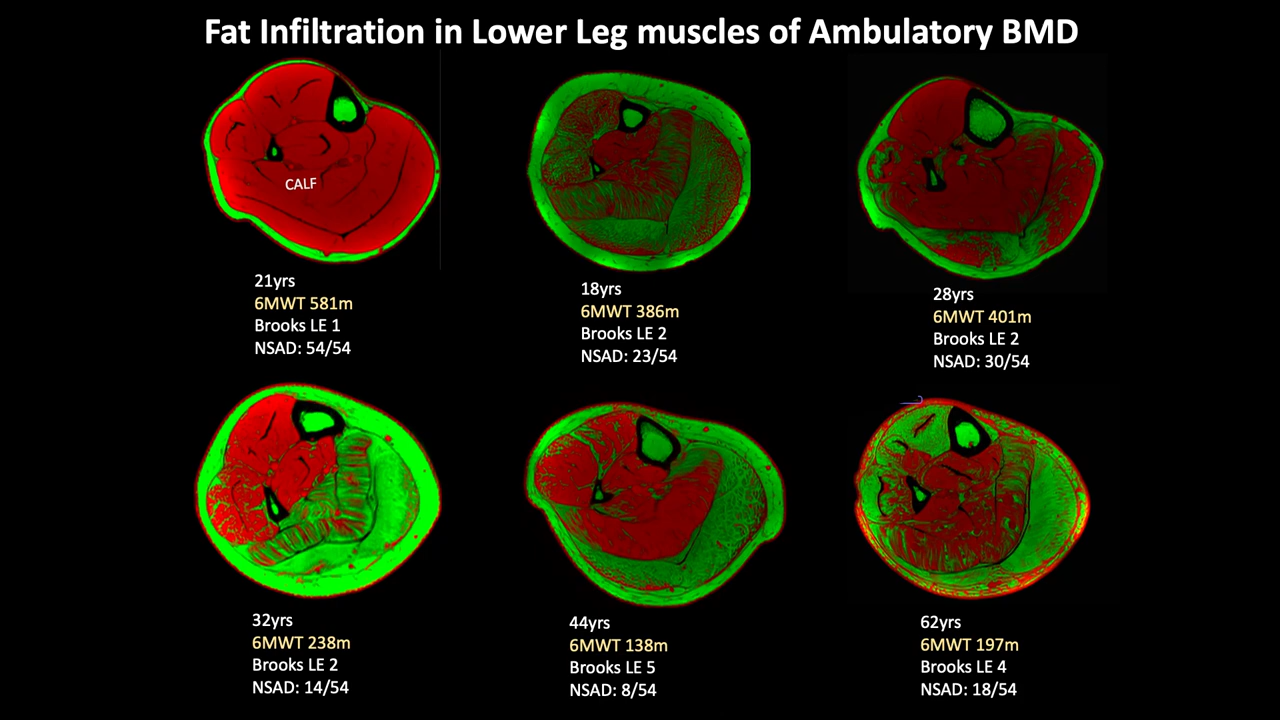 Fat Infiltration in Lower Leg muscles of Ambulatory BMD
CALF
21yrs
6MWT 581m
Brooks LE 1
NSAD: 54/54
18yrs
6MWT 386m
Brooks LE 2
NSAD: 23/54
28yrs
6MWT 401m
Brooks LE 2
NSAD: 30/54
32yrs
6MWT 238m
Brooks LE 2
NSAD: 14/54
44yrs
6MWT 138m
Brooks LE 5
NSAD: 8/54
62yrs
6MWT 197m
Brooks LE 4
NSAD: 18/54